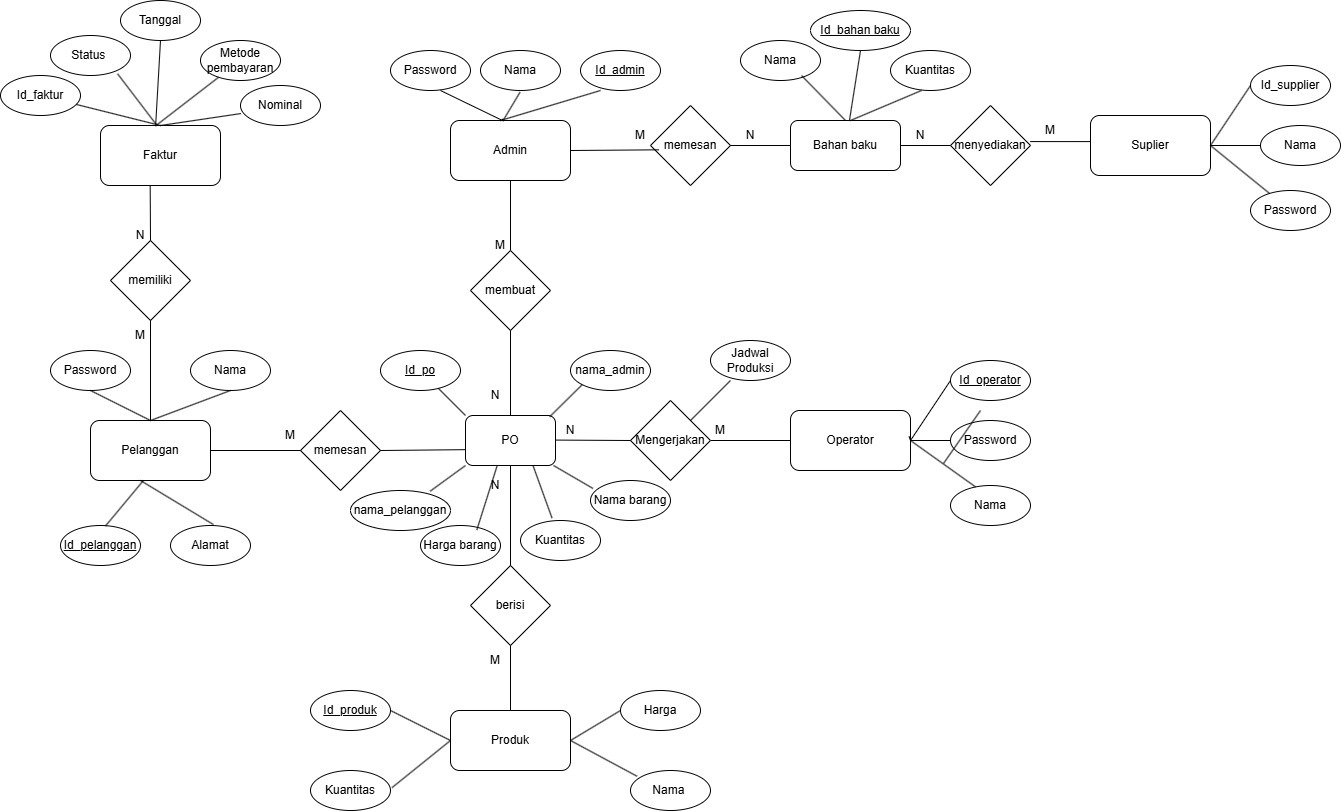 Tanggal
Status
Metode
pembayaran
Id_faktur
Nominal
Faktur
N
memiliki
M
Password
Nama
Pelanggan
Id_pelanggan
Alamat
M
memesan
Password
Nama
Id_admin
Admin
M
memesan
N
M
membuat
N
Nama
Id_bahan baku
Kuantitas
Bahan baku
N
menyediakan
M
Suplier
Id_supplier
Nama
Password
Id_po
nama_admin
PO
N
nama_pelanggan
Harga barang
Kuantitas
Nama barang
N
Mengerjakan
M
Jadwal
Produksi
Operator
Id_operator
Password
Nama
berisi
M
Id_produk
Kuantitas
Produk
Harga
Nama